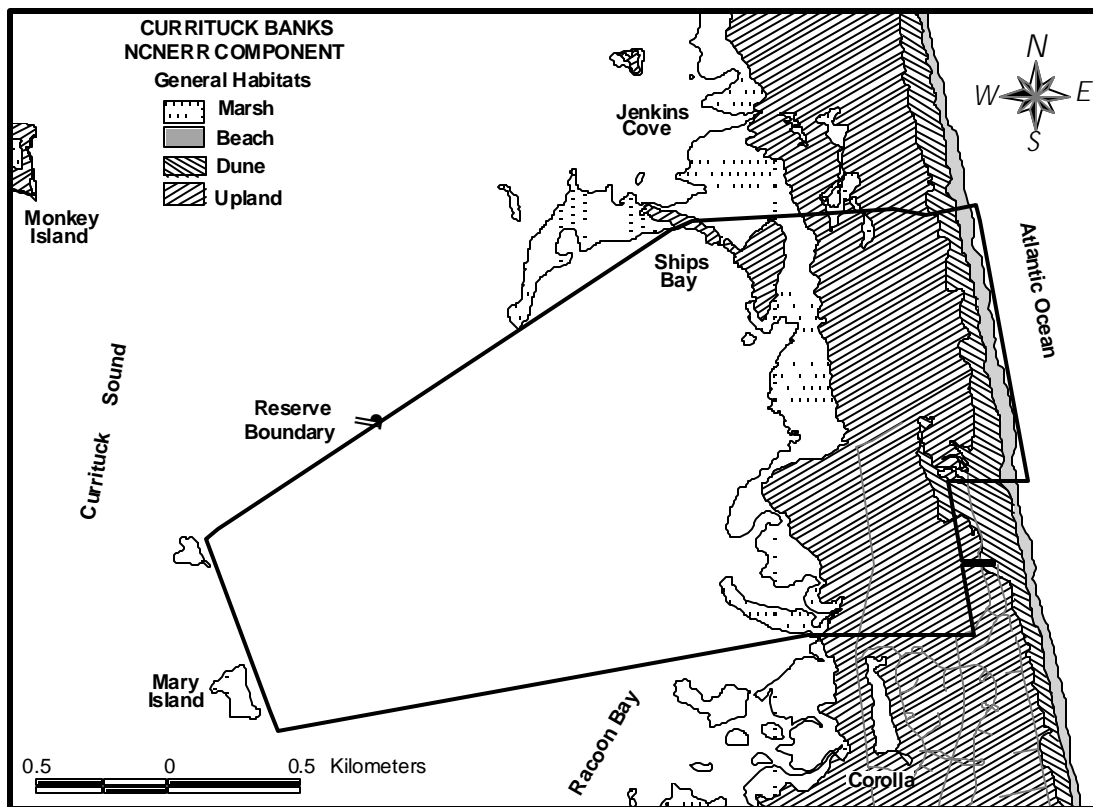 CURRITUCK BANKS
NCNERR COMPONENT
General Habitats
Marsh
Beach
Dune
Upland
N
W
E
S
Jenkins
Cove
Monkey
Island
Ships
Bay
Atlantic Ocean
Reserve
Boundary
Currituck Sound
Mary
Island
Racoon Bay
Corolla
0.5 0 0.5 Kilometers